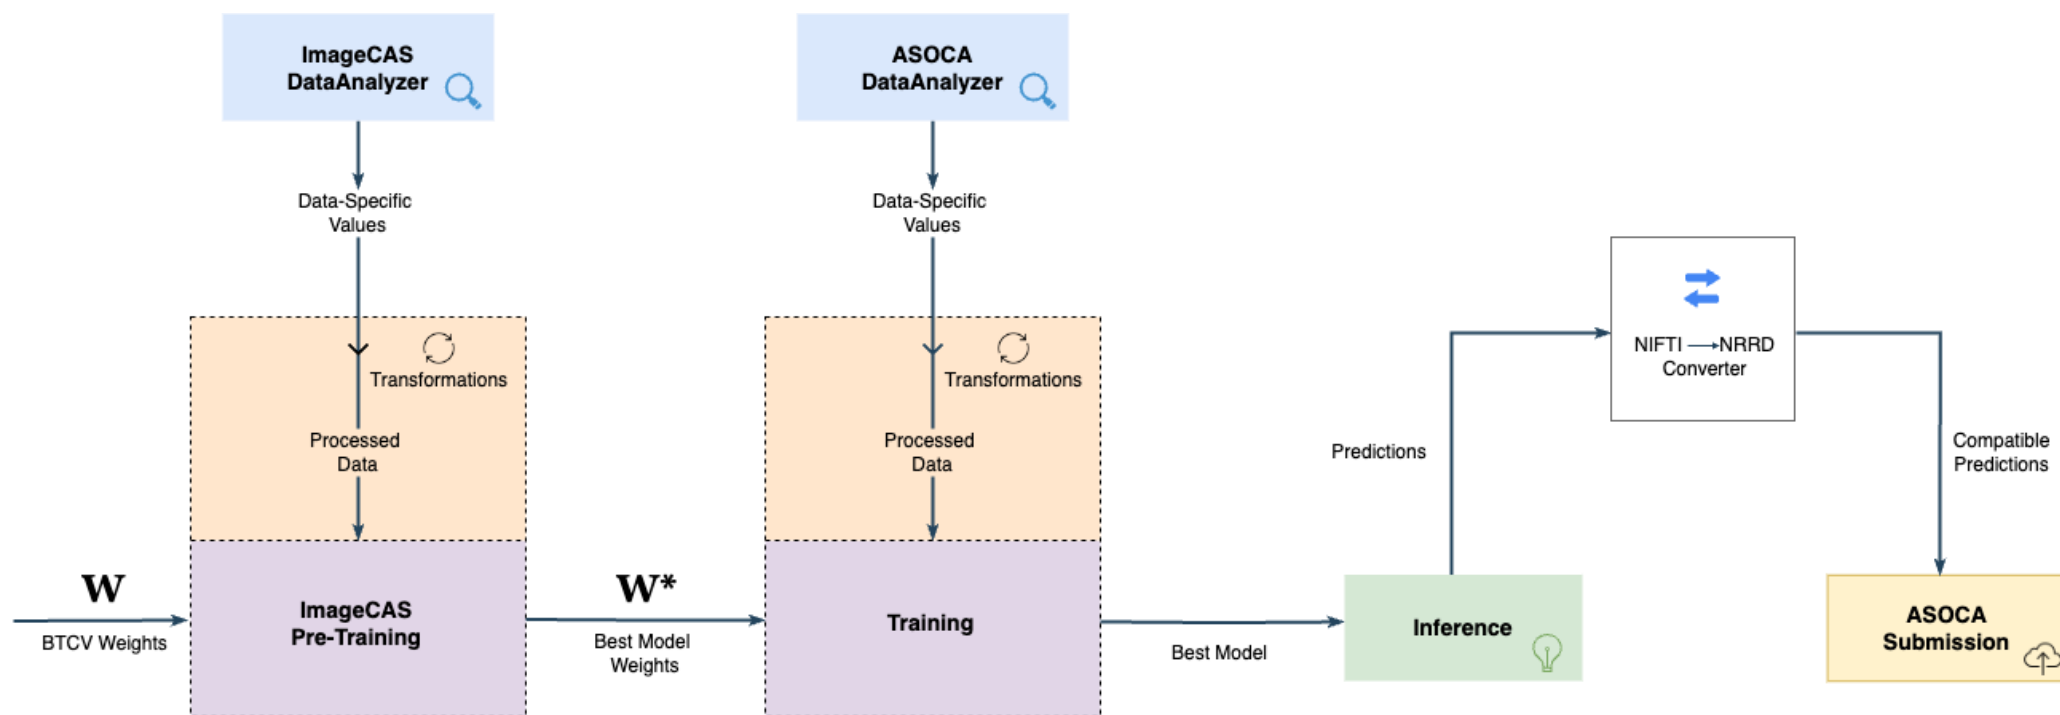 ImageCAS
DataAnalyzer
ASOCA
DataAnalyzer
Data-Specific
Values
Data-Specific
Values
Transformations
Transformations
NIFTI → NRRD
Converter
Processed
Data
Processed
Data
Predictions
Compatible
Predictions
W
BTCV Weights
ImageCAS
Pre-Training
W*
Best Model
Weights
Training
Best Model
Inference
ASOCA
Submission